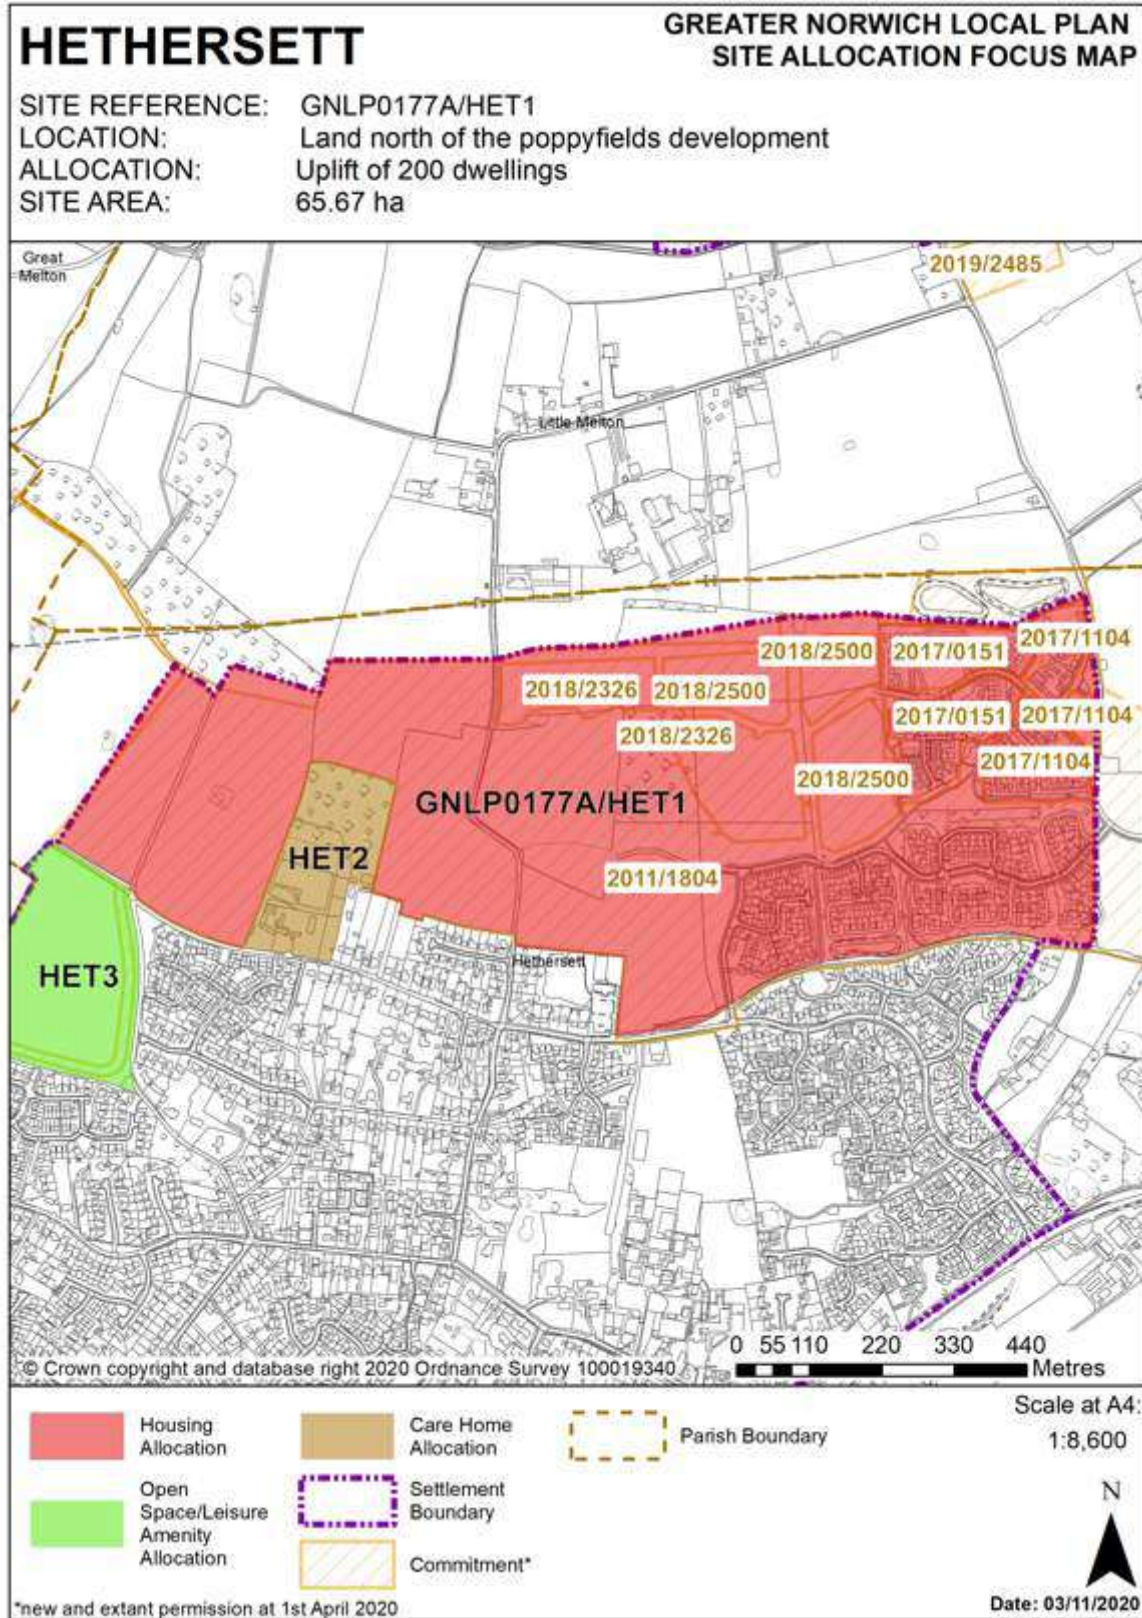 HETHERSETT
GREATER NORWICH LOCAL PLAN
SITE ALLOCATION FOCUS MAP
SITE REFERENCE: GNLP0177A/HET1
LOCATION: Land north of the poppyfields development
ALLOCATION: Uplift of 200 dwellings
SITE AREA: 65.67 ha
Great
Melton
2019/2485
Little Melton
2018/2500
2017/0151
2017/1104
2018/2326
2018/2500
2017/0151
2017/1104
2018/2326
2017/1104
2018/2500
GNLP0177A/HET1
HET2
2011/1804
HET3
Hethersett
0 55 110 220 330 440
Metres
© Crown copyright and database right 2020 Ordnance Survey 100019340
Housing
Allocation
Open
Space/Leisure
Amenity
Allocation
Care Home
Allocation
Settlement
Boundary
Commitment*
Parish Boundary
Scale at A4:
1:8,600
N
*new and extant permission at 1st April 2020
Date: 03/11/2020